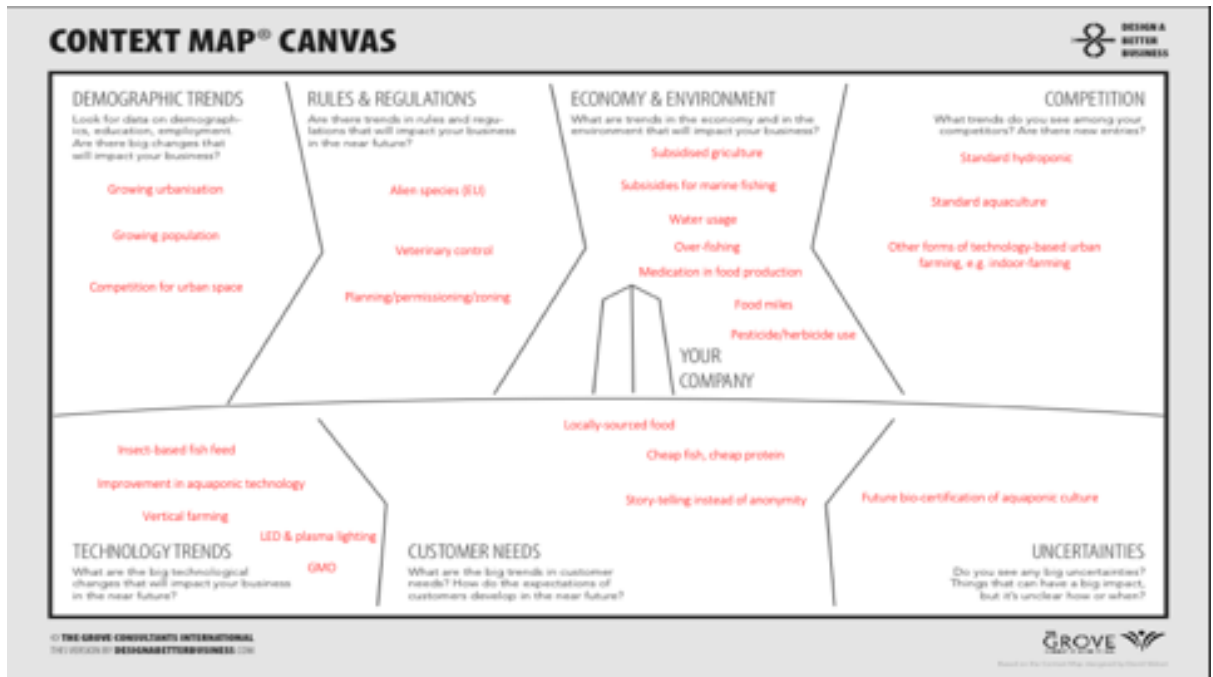 CONTEXT MAP® CANVAS
DESIGN A
BETTER
BUSINESS
DEMOGRAPHIC TRENDS
Look for data on demograph-
ics, education, employment.
Are there big changes that
will impact your business?
Growing urbanisation
Growing population
Competition for urban space
RULES & REGULATIONS
Are there trends in rules and regu-
lations that will impact your business
in the near future?
Alien species (EU)
Veterinary control
Planning/permissioning/zoning
ECONOMY & ENVIRONMENT
What are trends in the economy and in the
environment that will impact your business?
Subsidised griculture
Subsisidies for marine fishing
Water usage
Over-fishing
Medication in food production
Food miles
Pesticide/herbicide use
YOUR
COMPANY
COMPETITION
What trends do you see among your
competitors? Are there new entries?
Standard hydroponic
Standard aquaculture
Other forms of technology-based urban
farming, e.g. indoor-farming
Insect-based fish feed
Improvement in aquaponic technology
Vertical farming
LED & plasma lighting
GMO
TECHNOLOGY TRENDS
What are the big technological
changes that will impact your business
in the near future?
Locally-sourced food
Cheap fish, cheap protein
Story-telling instead of anonymity
CUSTOMER NEEDS
What are the big trends in customer
needs? How do the expectations of
customers develop in the near future?
Future bio-certification of aquaponic culture
UNCERTAINTIES
Do you see any big uncertainties?
Things that can have a big impact,
but it's unclear how or when?
© THE GROVE CONSULTANTS INTERNATIONAL
THIS VERSION BY DESIGNABETTERBUSINESS.COM
THE GROVE
Based on the Context Map, designed by David Sibbet